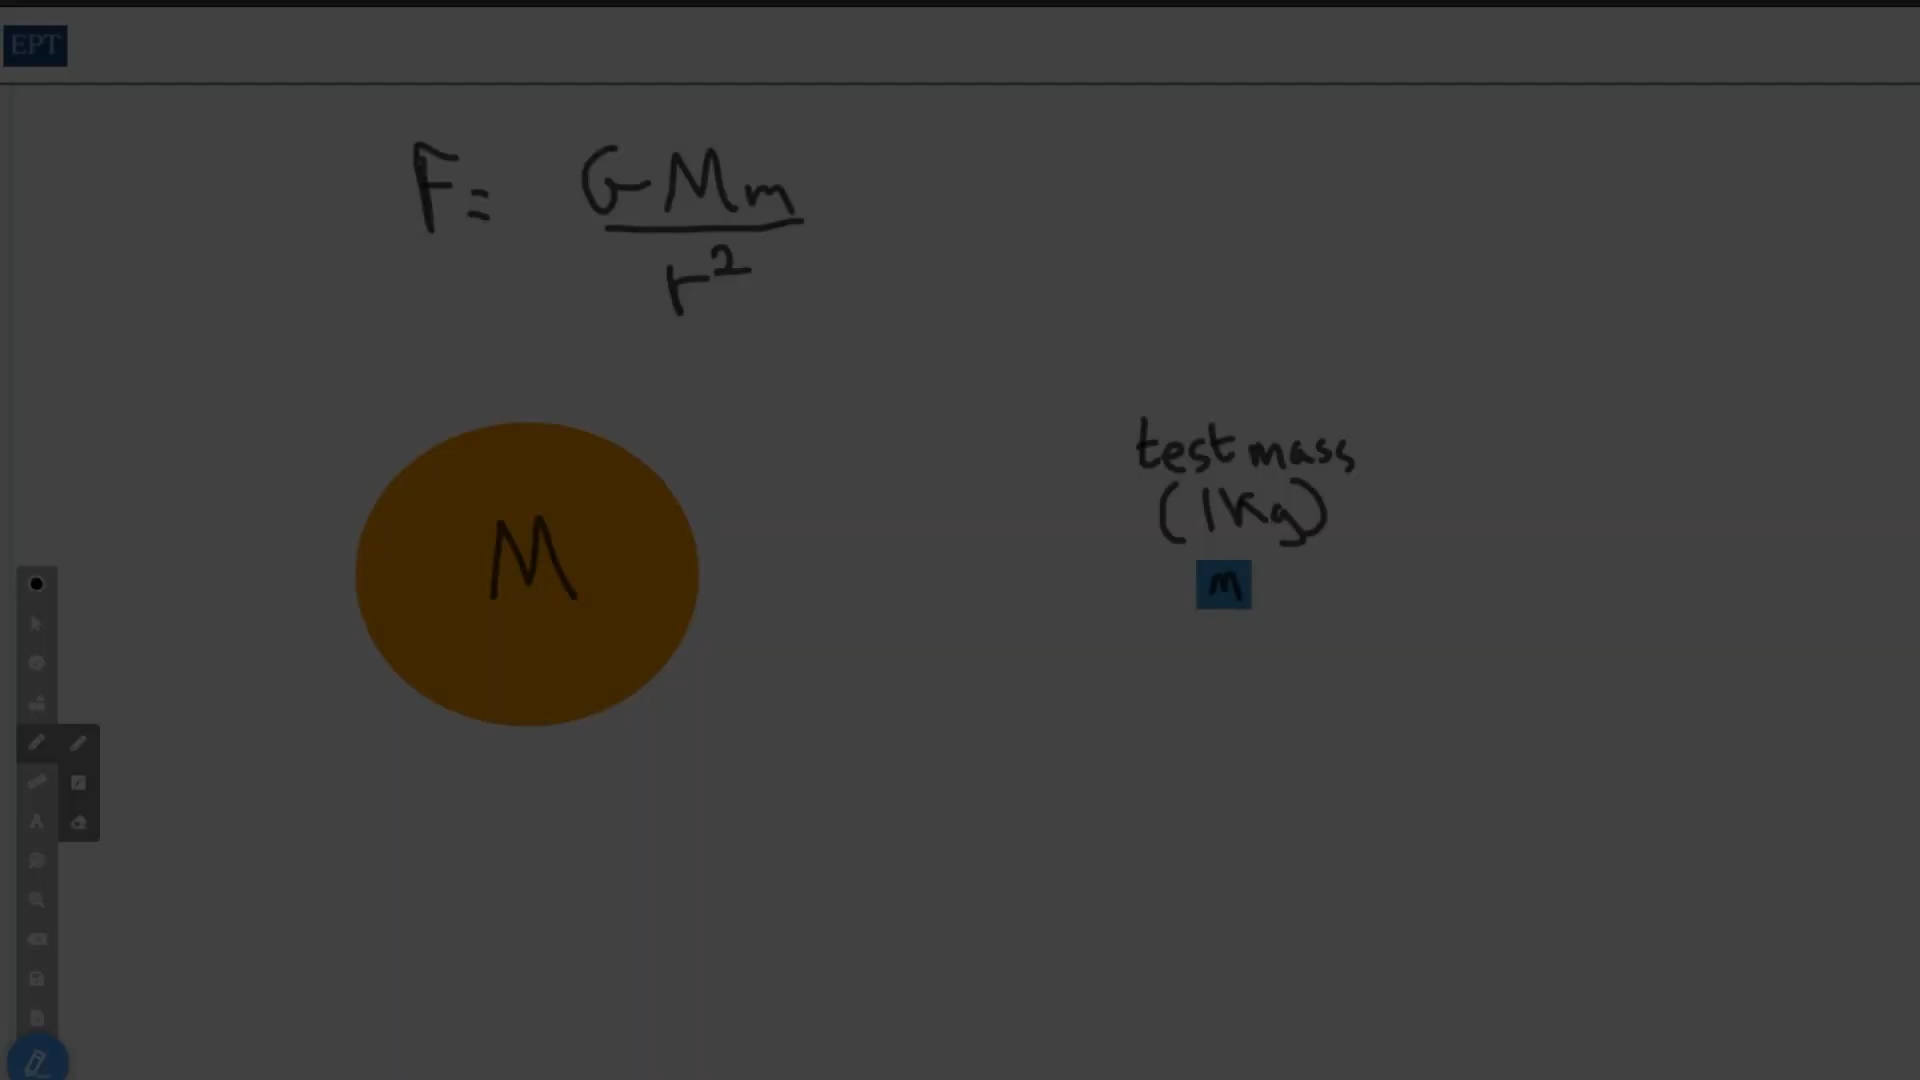 EPT
F = GMm
r²
test mass
(1Kg)
M
m
A